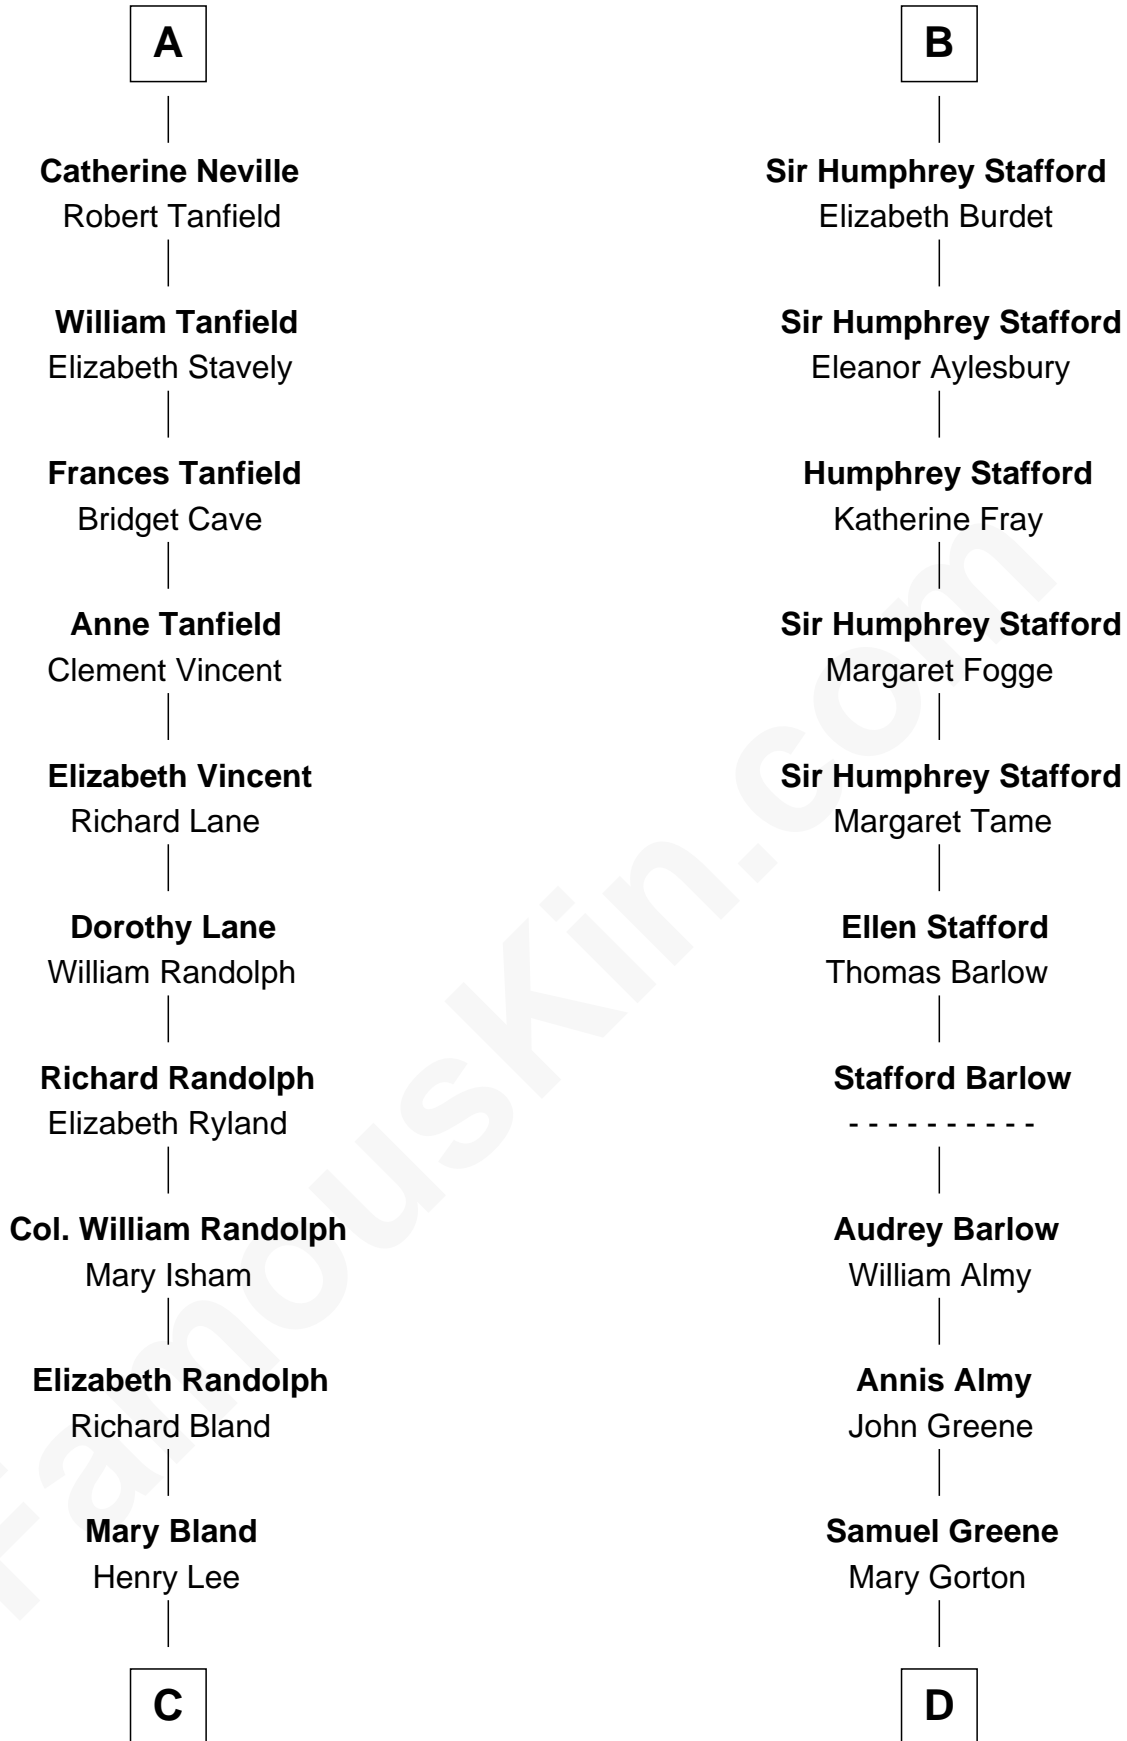 A
Catherine Neville
Robert Tanfield
William Tanfield
Elizabeth Stavely
Frances Tanfield
Bridget Cave
Anne Tanfield
Clement Vincent
Elizabeth Vincent
Richard Lane
Dorothy Lane
William Randolph
Richard Randolph
Elizabeth Ryland
Col. William Randolph
Mary Isham
Elizabeth Randolph
Richard Bland
Mary Bland
Henry Lee
C
B
Sir Humphrey Stafford
Elizabeth Burdet
Sir Humphrey Stafford
Eleanor Aylesbury
Humphrey Stafford
Katherine Fray
Sir Humphrey Stafford
Margaret Fogge
Sir Humphrey Stafford
Margaret Tame
Ellen Stafford
Thomas Barlow
Stafford Barlow
- - - - - - - - - -
Audrey Barlow
William Almy
Annis Almy
John Greene
Samuel Greene
Mary Gorton
D
FamousKin.com